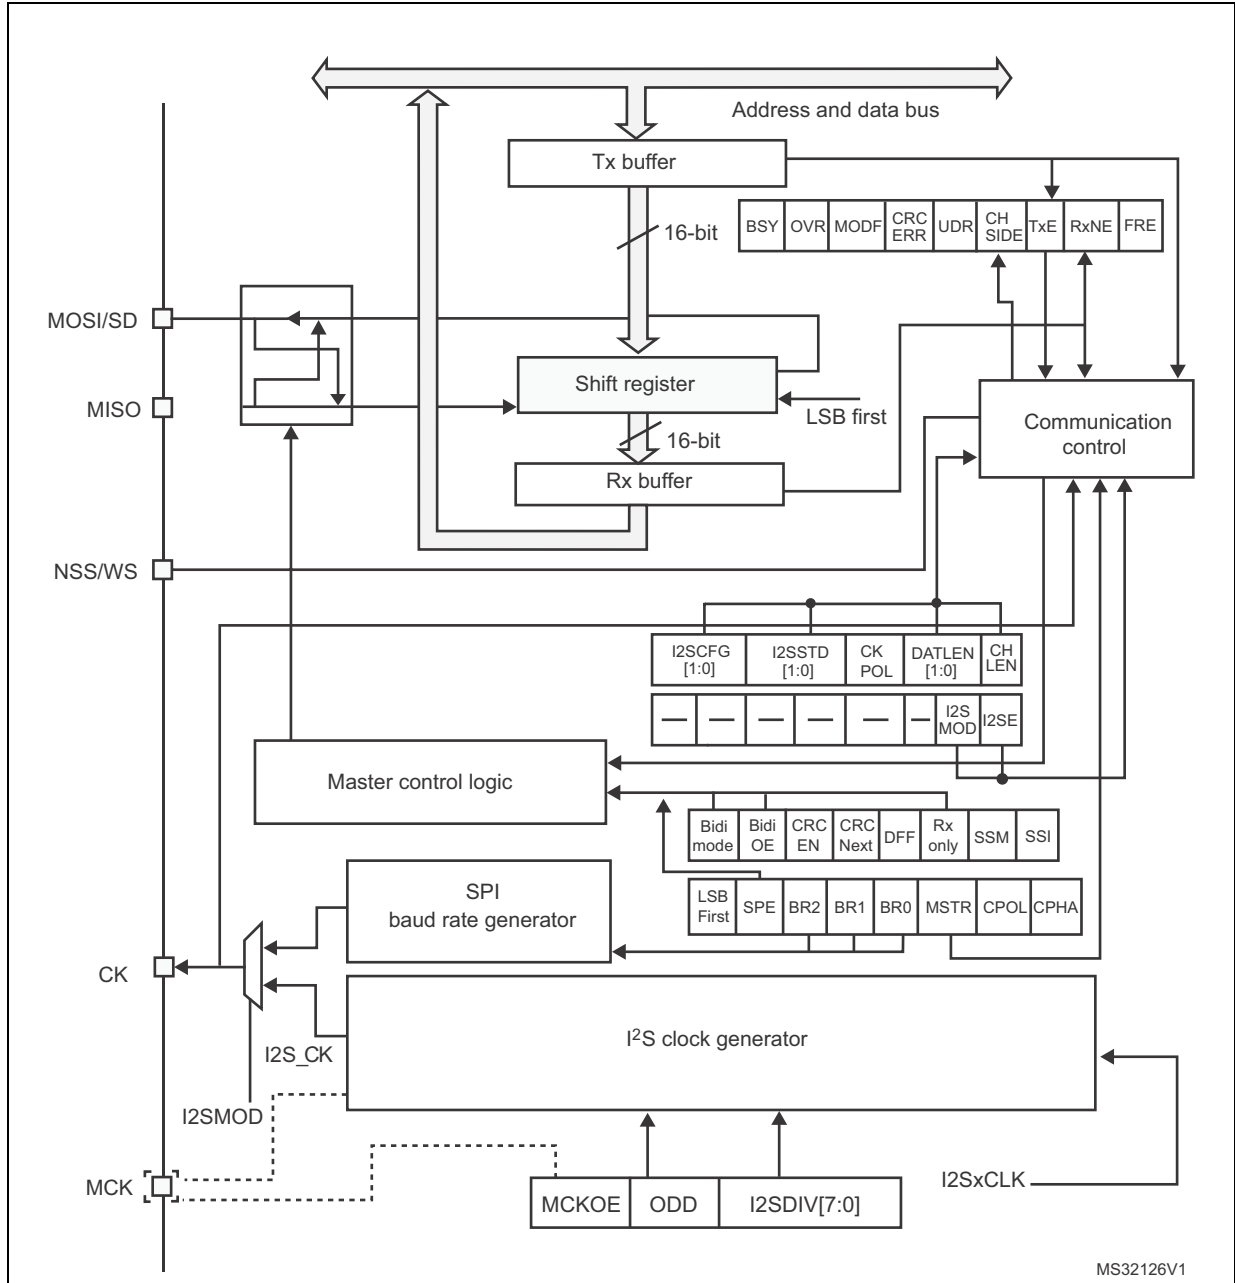 Address and data bus
Tx buffer
16-bit
BSY OVR MODF CRC ERR UDR CH SIDE TxE RxNE FRE
MOSI/SD
Shift register
MISO
LSB first
Communication
control
16-bit
Rx buffer
NSS/WS
I2SCFG [1:0] I2SSTD [1:0] CK POL DATLEN [1:0] CH LEN
— — — — — — I2S MOD I2SE
Master control logic
Bidi mode Bidi OE CRC EN CRC Next DFF Rx only SSM SSI
SPI
baud rate generator
LSB First SPE BR2 BR1 BR0 MSTR CPOL CPHA
CK
I2S clock generator
I2S_CK
I2SMOD
MCK
I2SxCLK
MCKOE ODD I2SDIV[7:0]
MS32126V1